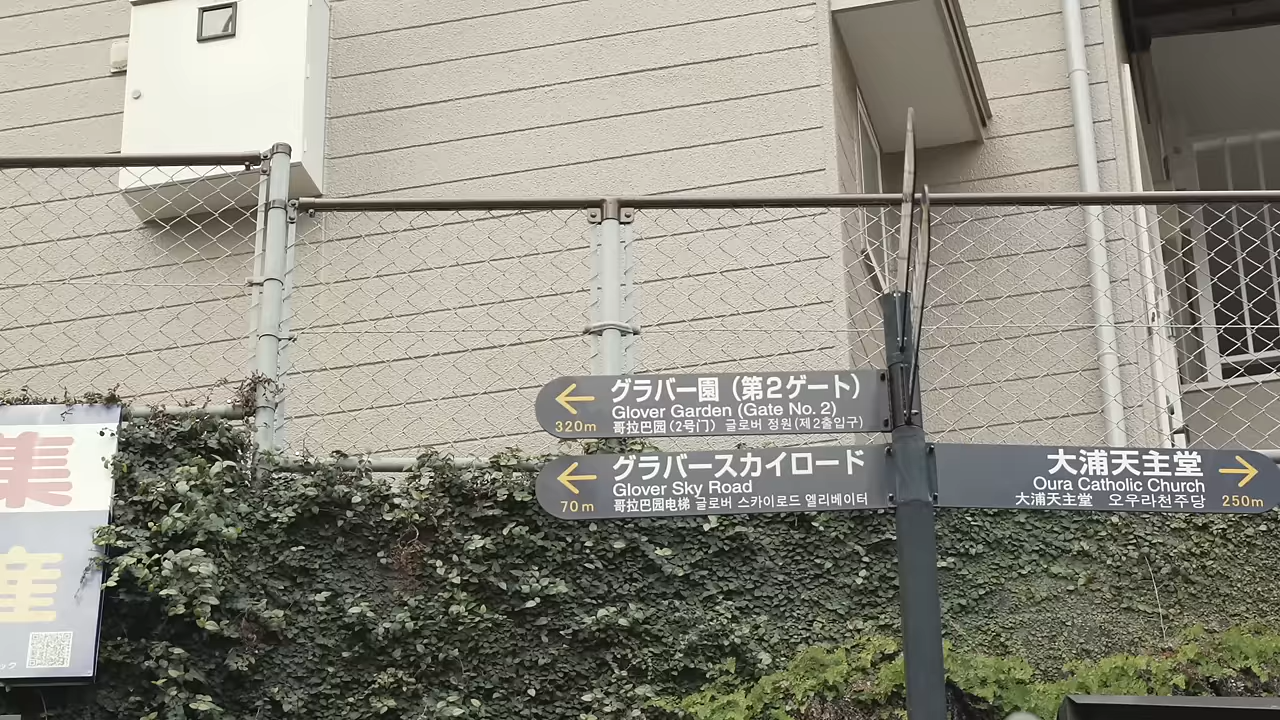 グラバー園（第２ゲート）
Glover Garden (Gate No. 2)
320m
哥拉巴园(2号门) 글로버 정원(제2출입구)
グラバースカイロード
Glover Sky Road
70m
哥拉巴园电梯 글로버 스카이로드 엘리베이터
大浦天主堂
Oura Catholic Church
大浦天主堂 오우라천주당
250m
集
産